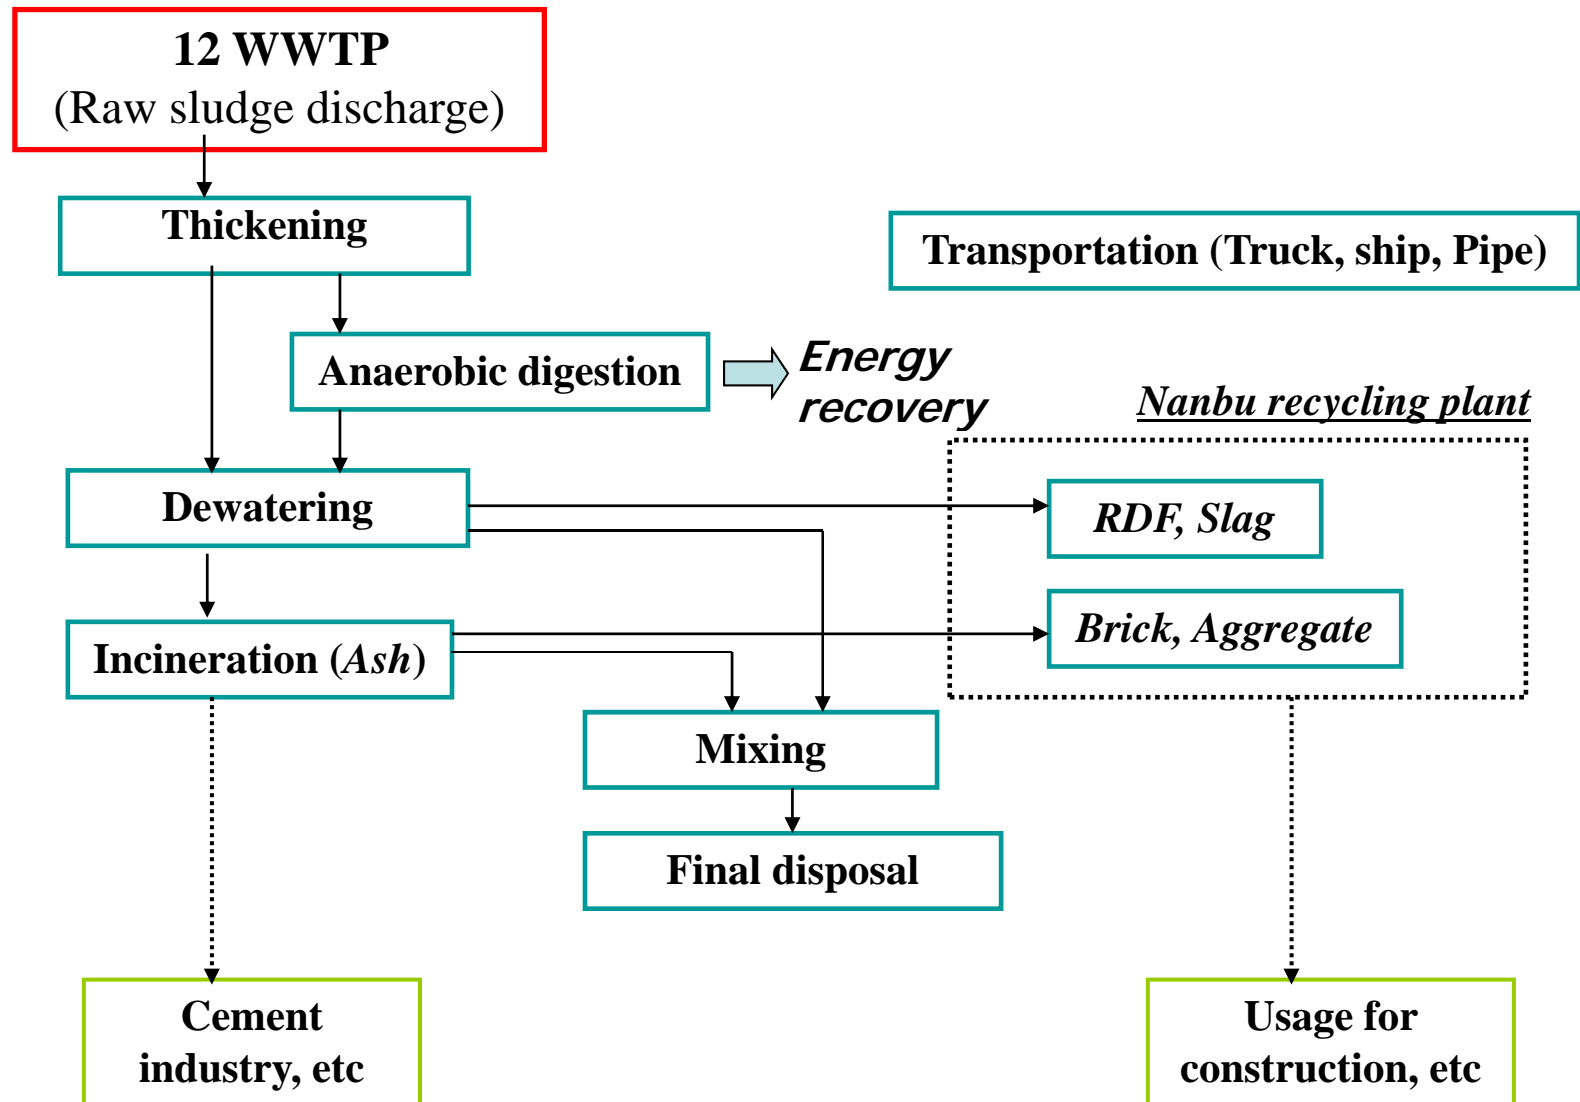 12 WWTP
(Raw sludge discharge)
Thickening
Transportation (Truck, ship, Pipe)
Anaerobic digestion
Energy
recovery
Nanbu recycling plant
Dewatering
RDF, Slag
Incineration (Ash)
Brick, Aggregate
Mixing
Final disposal
Cement
industry, etc
Usage for
construction, etc